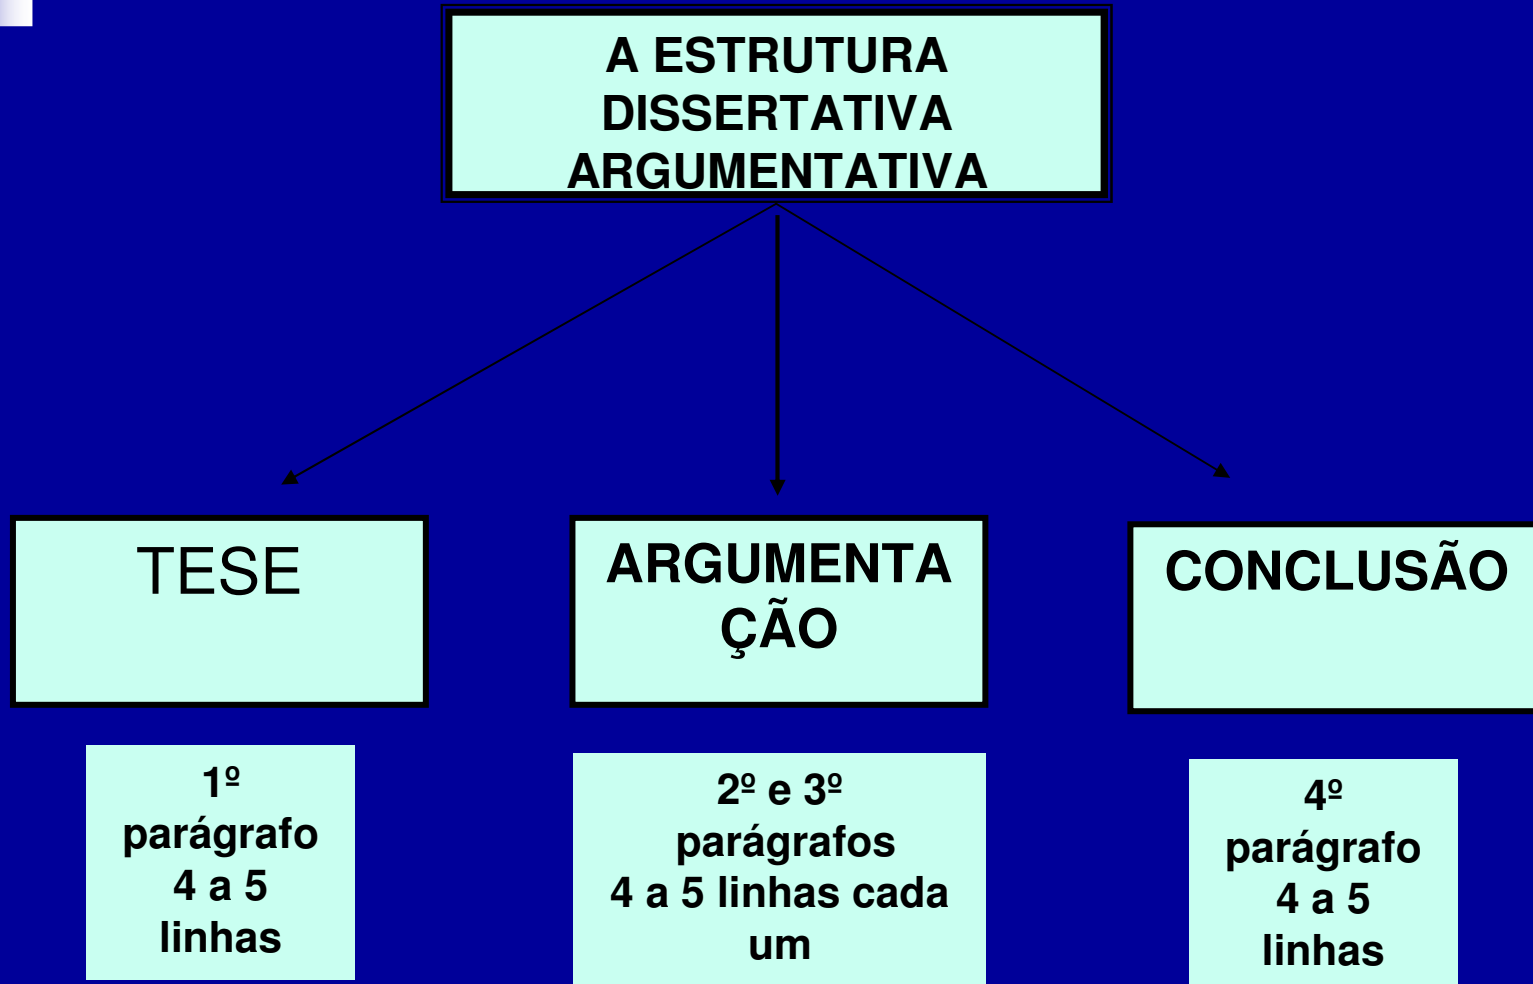 A ESTRUTURA
DISSERTATIVA
ARGUMENTATIVA
TESE
ARGUMENTA
ÇÃO
CONCLUSÃO
1º
parágrafo
4 a 5
linhas
2º e 3º
parágrafos
4 a 5 linhas cada
um
4º
parágrafo
4 a 5
linhas